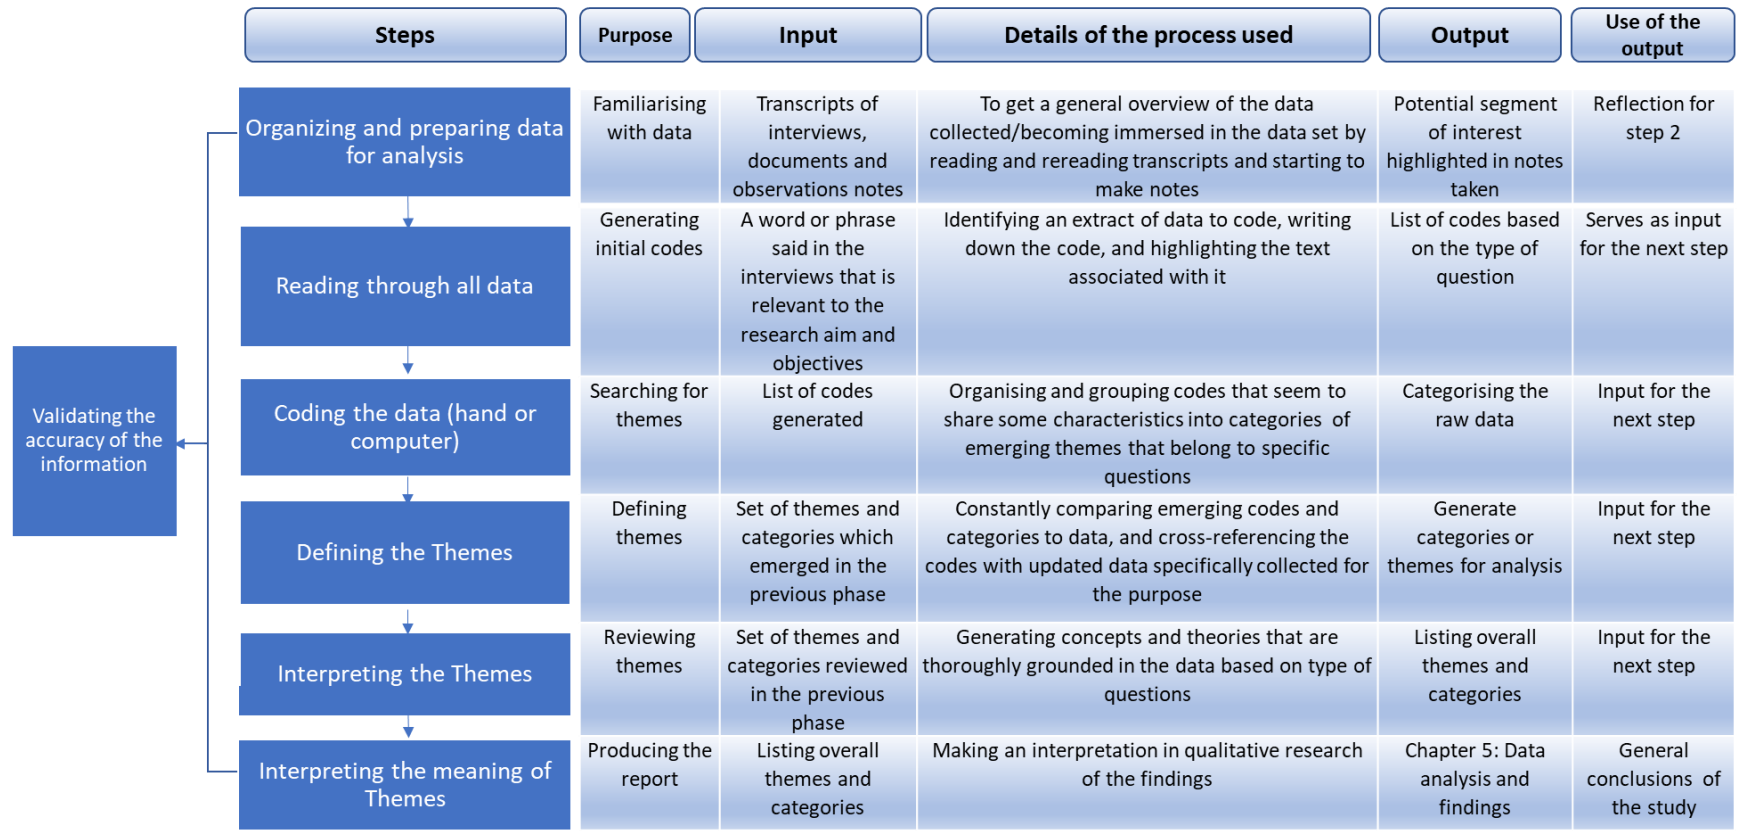 Steps
Purpose
Input
Details of the process used
Output
Use of the
output
Organizing and preparing data
for analysis
Familiarising
with data
Transcripts of
interviews,
documents and
observations notes
To get a general overview of the data
collected/becoming immersed in the data set by
reading and rereading transcripts and starting to
make notes
Potential segment
of interest
highlighted in notes
taken
Reflection for
step 2
Reading through all data
Generating
initial codes
A word or phrase
said in the
interviews that is
relevant to the
research aim and
objectives
Identifying an extract of data to code, writing
down the code, and highlighting the text
associated with it
List of codes based
on the type of
question
Serves as input
for the next step
Validating the
accuracy of the
information
Coding the data (hand or
computer)
Searching for
themes
List of codes
generated
Organising and grouping codes that seem to
share some characteristics into categories of
emerging themes that belong to specific
questions
Categorising the
raw data
Input for the
next step
Defining the Themes
Defining
themes
Set of themes and
categories which
emerged in the
previous phase
Constantly comparing emerging codes and
categories to data, and cross-referencing the
codes with updated data specifically collected for
the purpose
Generate
categories or
themes for analysis
Input for the
next step
Interpreting the Themes
Reviewing
themes
Set of themes and
categories reviewed
in the previous
phase
Generating concepts and theories that are
thoroughly grounded in the data based on type of
questions
Listing overall
themes and
categories
Input for the
next step
Interpreting the meaning of
Themes
Producing the
report
Listing overall
themes and
categories
Making an interpretation in qualitative research
of the findings
Chapter 5: Data
analysis and
findings
General
conclusions of
the study